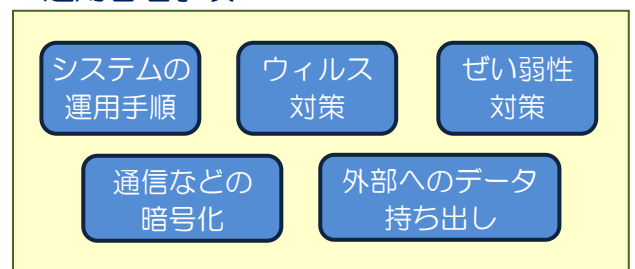 システムの
運用手順
ウィルス
対策
ぜい弱性
対策
通信などの
暗号化
外部へのデータ
持ち出し